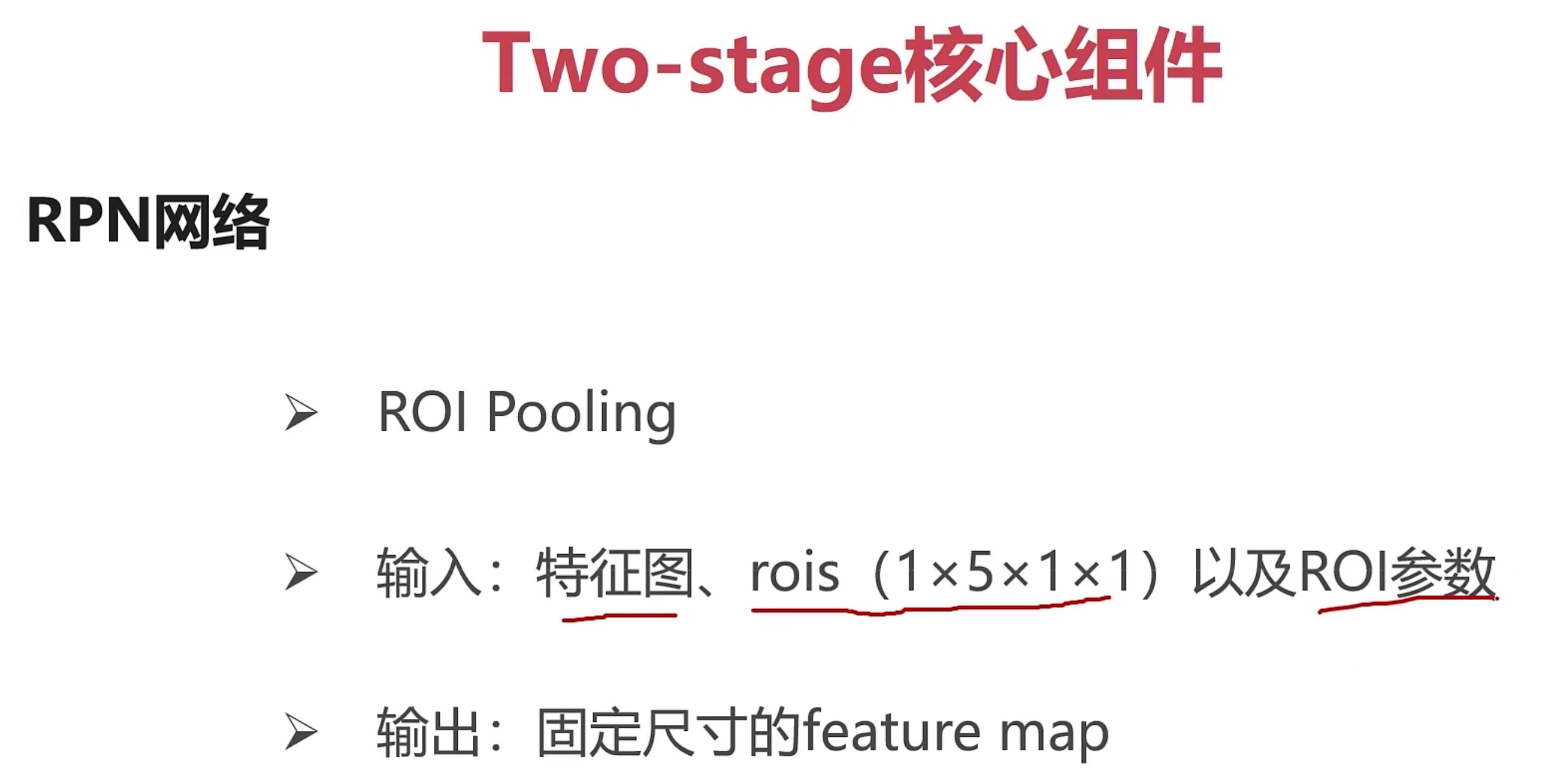 Two-stage核心组件
RPN网络
➢ ROI Pooling
➢ 输入：特征图、rois（1×5×1×1）以及ROI参数
➢ 输出：固定尺寸的feature map